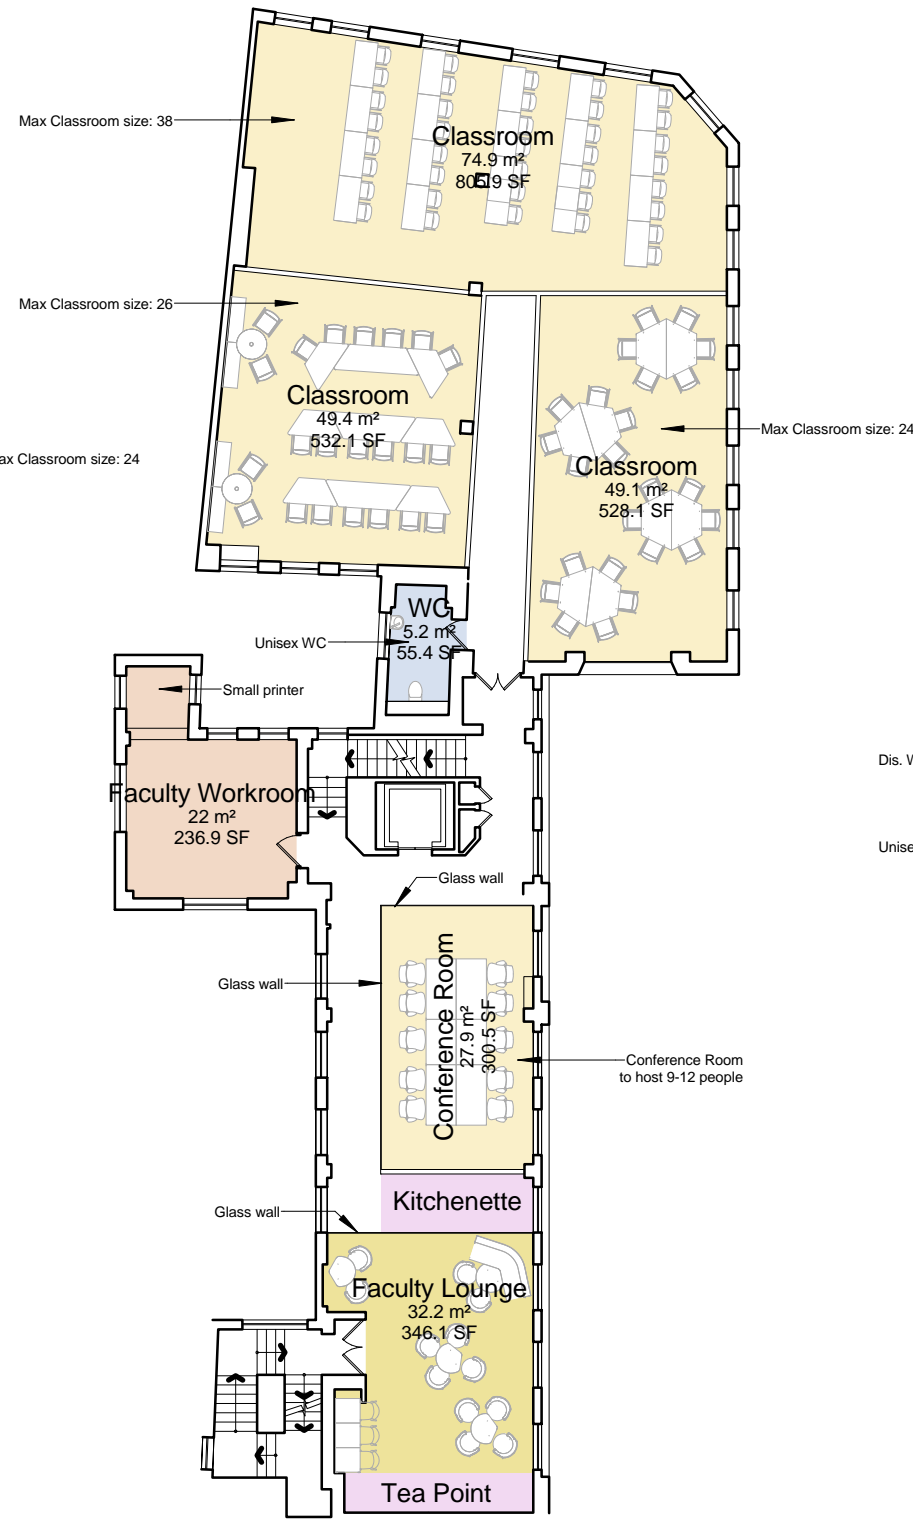 Max Classroom size: 38
Classroom
74.9 m²
805.9 SF
Max Classroom size: 26
Classroom
49.4 m²
532.1 SF
Max Classroom size: 24
ax Classroom size: 24
Classroom
49.1 m²
528.1 SF
WC
5.2 m²
55.4 SF
Unisex WC
Small printer
Faculty Workroom
22 m²
236.9 SF
Dis. W
Unise
Glass wall
Glass wall
Conference Room
27.9 m²
300.5 SF
Conference Room
to host 9-12 people
Kitchenette
Glass wall
Faculty Lounge
32.2 m²
346.1 SF
Tea Point